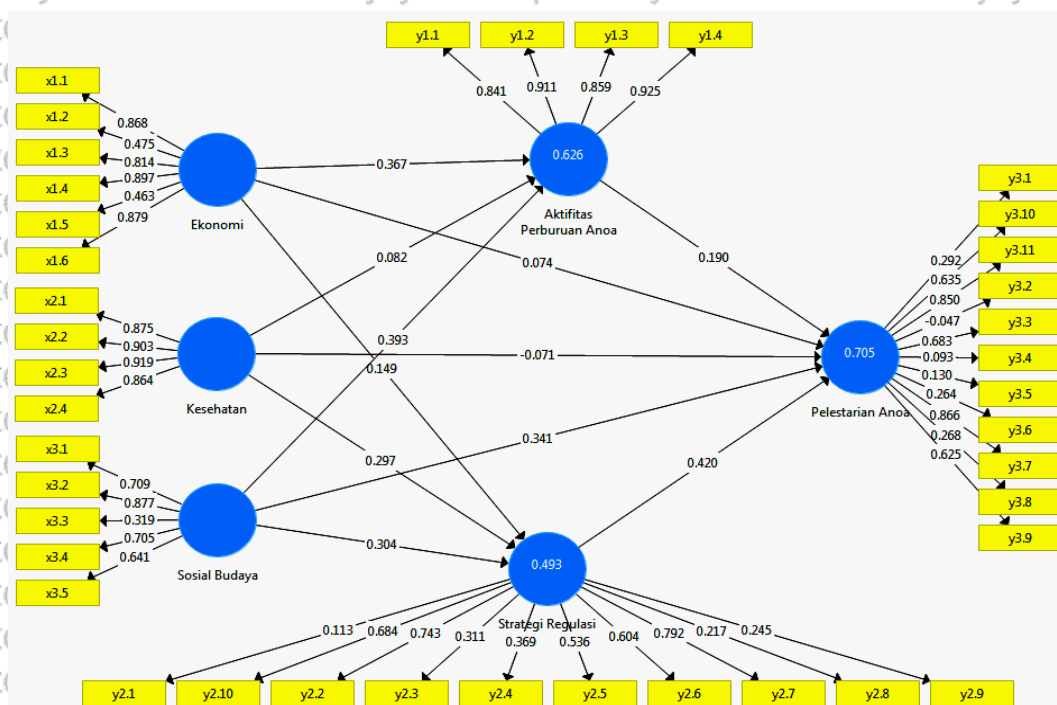 y1.1 y1.2 y1.3 y1.4
0.841 0.911 0.859 0.925
x1.1
x1.2
x1.3
x1.4
x1.5
x1.6
0.868
0.475
0.814
0.897
0.463
0.879
Ekonomi
x2.1
x2.2
x2.3
x2.4
0.875
0.903
0.919
0.864
Kesehatan
x3.1
x3.2
x3.3
x3.4
x3.5
0.709
0.877
0.319
0.705
0.641
Sosial Budaya
0.367
0.082
0.074
0.393
0.149
-0.071
0.341
0.297
0.304
0.190
0.420
0.626
Aktifitas
Perburuan Anoa
0.705
Pelestarian Anoa
0.292
0.635
0.850
-0.047
0.683
0.093
0.130
0.264
0.866
0.268
0.625
y3.1
y3.10
y3.11
y3.2
y3.3
y3.4
y3.5
y3.6
y3.7
y3.8
y3.9
0.493
Strategi Regulasi
0.113 0.684 0.743 0.311 0.369 0.536 0.604 0.792 0.217 0.245
y2.1 y2.10 y2.2 y2.3 y2.4 y2.5 y2.6 y2.7 y2.8 y2.9